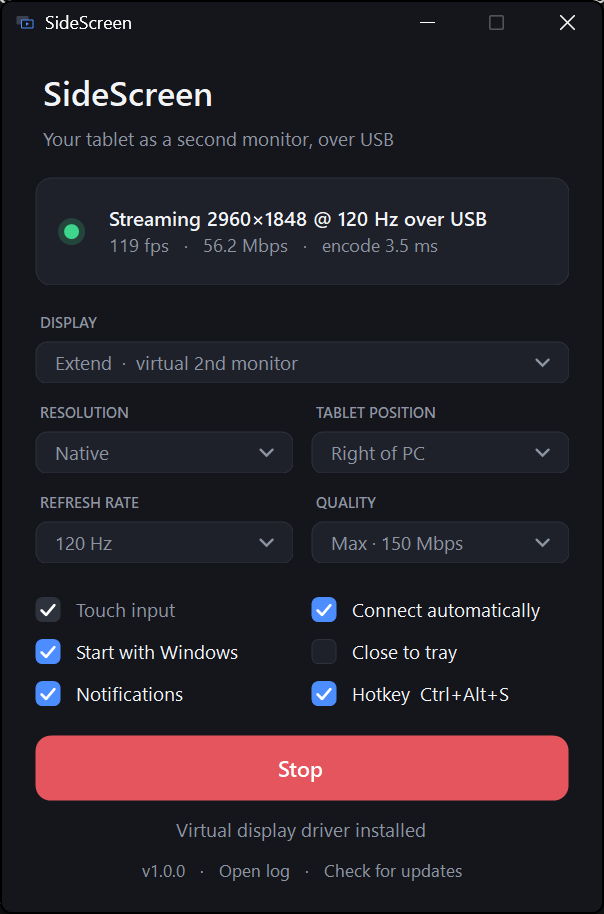 SideScreen
SideScreen
Your tablet as a second monitor, over USB
Streaming 2960×1848 @ 120 Hz over USB
119 fps · 56.2 Mbps · encode 3.5 ms
DISPLAY
Extend · virtual 2nd monitor
RESOLUTION TABLET POSITION
Native Right of PC
REFRESH RATE QUALITY
120 Hz Max · 150 Mbps
Touch input Connect automatically
Start with Windows Close to tray
Notifications Hotkey Ctrl+Alt+S
Stop
Virtual display driver installed
v1.0.0 · Open log · Check for updates